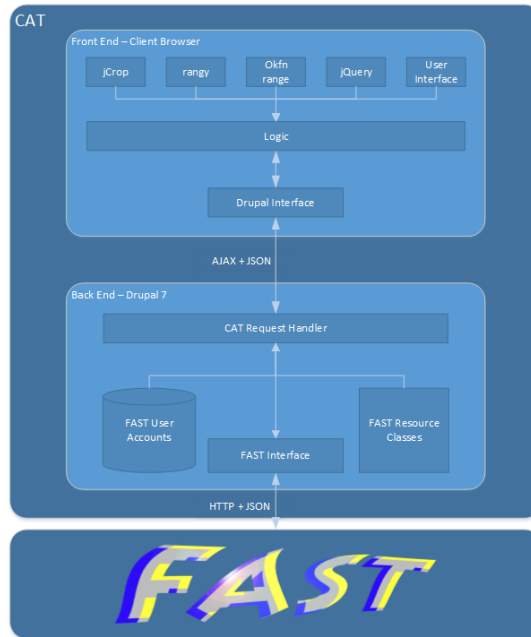 CAT
Front End – Client Browser
jCrop
rangy
Okfn
range
jQuery
User
Interface
Logic
Drupal Interface
AJAX + JSON
Back End – Drupal 7
CAT Request Handler
FAST User
Accounts
FAST Interface
FAST Resource
Classes
HTTP + JSON
FAST